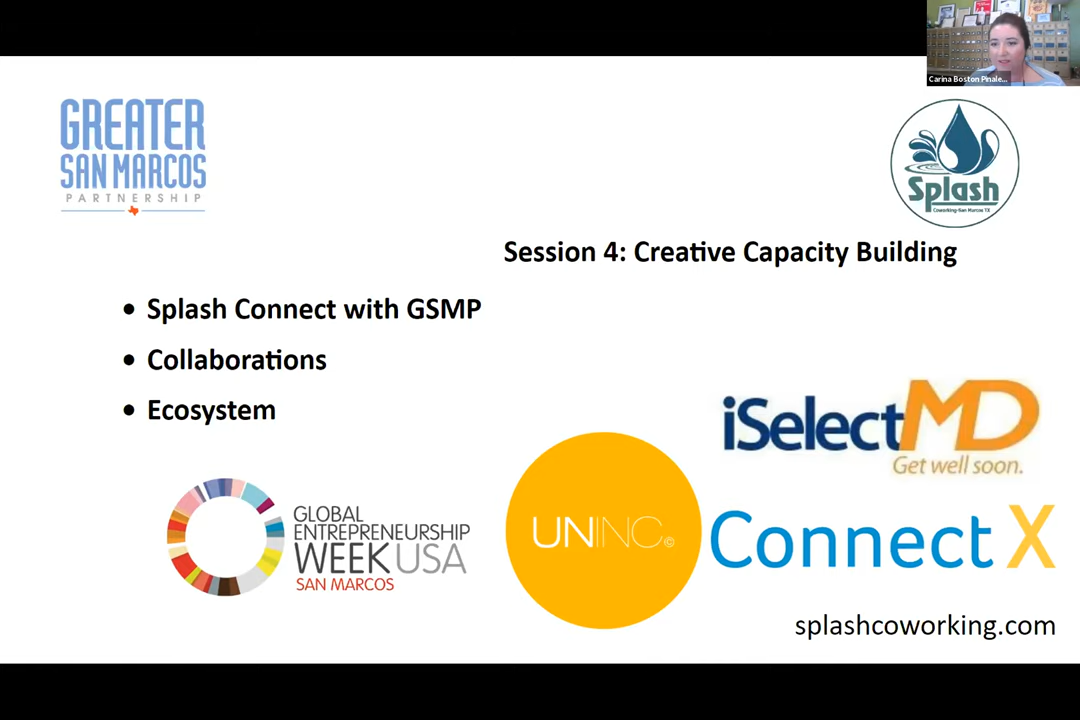 Carina Boston Pinale...
GREATER
SAN MARCOS
PARTNERSHIP
Splash
Coworking-San Marcos TX
Session 4: Creative Capacity Building
• Splash Connect with GSMP
• Collaborations
• Ecosystem
iSelectMD
Get well soon.
GLOBAL
ENTREPRENEURSHIP
WEEK USA
SAN MARCOS
UNINC©
Connect X
splashcoworking.com